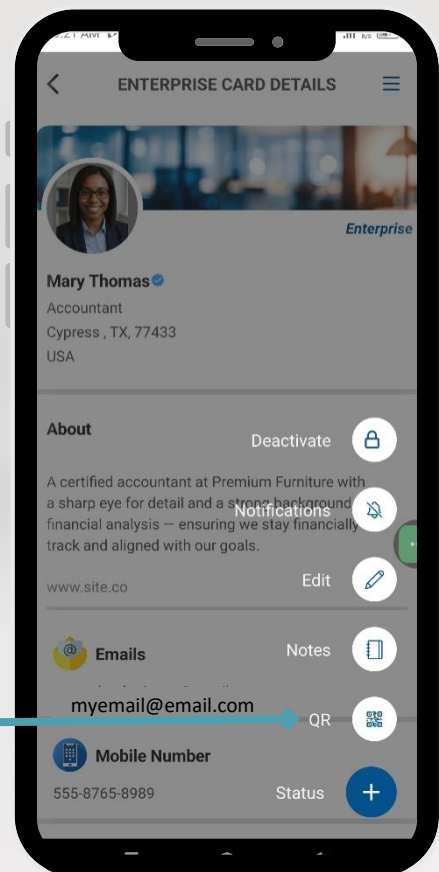 ENTERPRISE CARD DETAILS
Enterprise
Mary Thomas
Accountant
Cypress , TX, 77433
USA
About
Deactivate
A certified accountant at Premium Furniture with
a sharp eye for detail and a strong background
Notifications
financial analysis — ensuring we stay financially
track and aligned with our goals.
www.site.co
Edit
Emails
Notes
myemail@email.com
QR
Mobile Number
555-8765-8989
Status